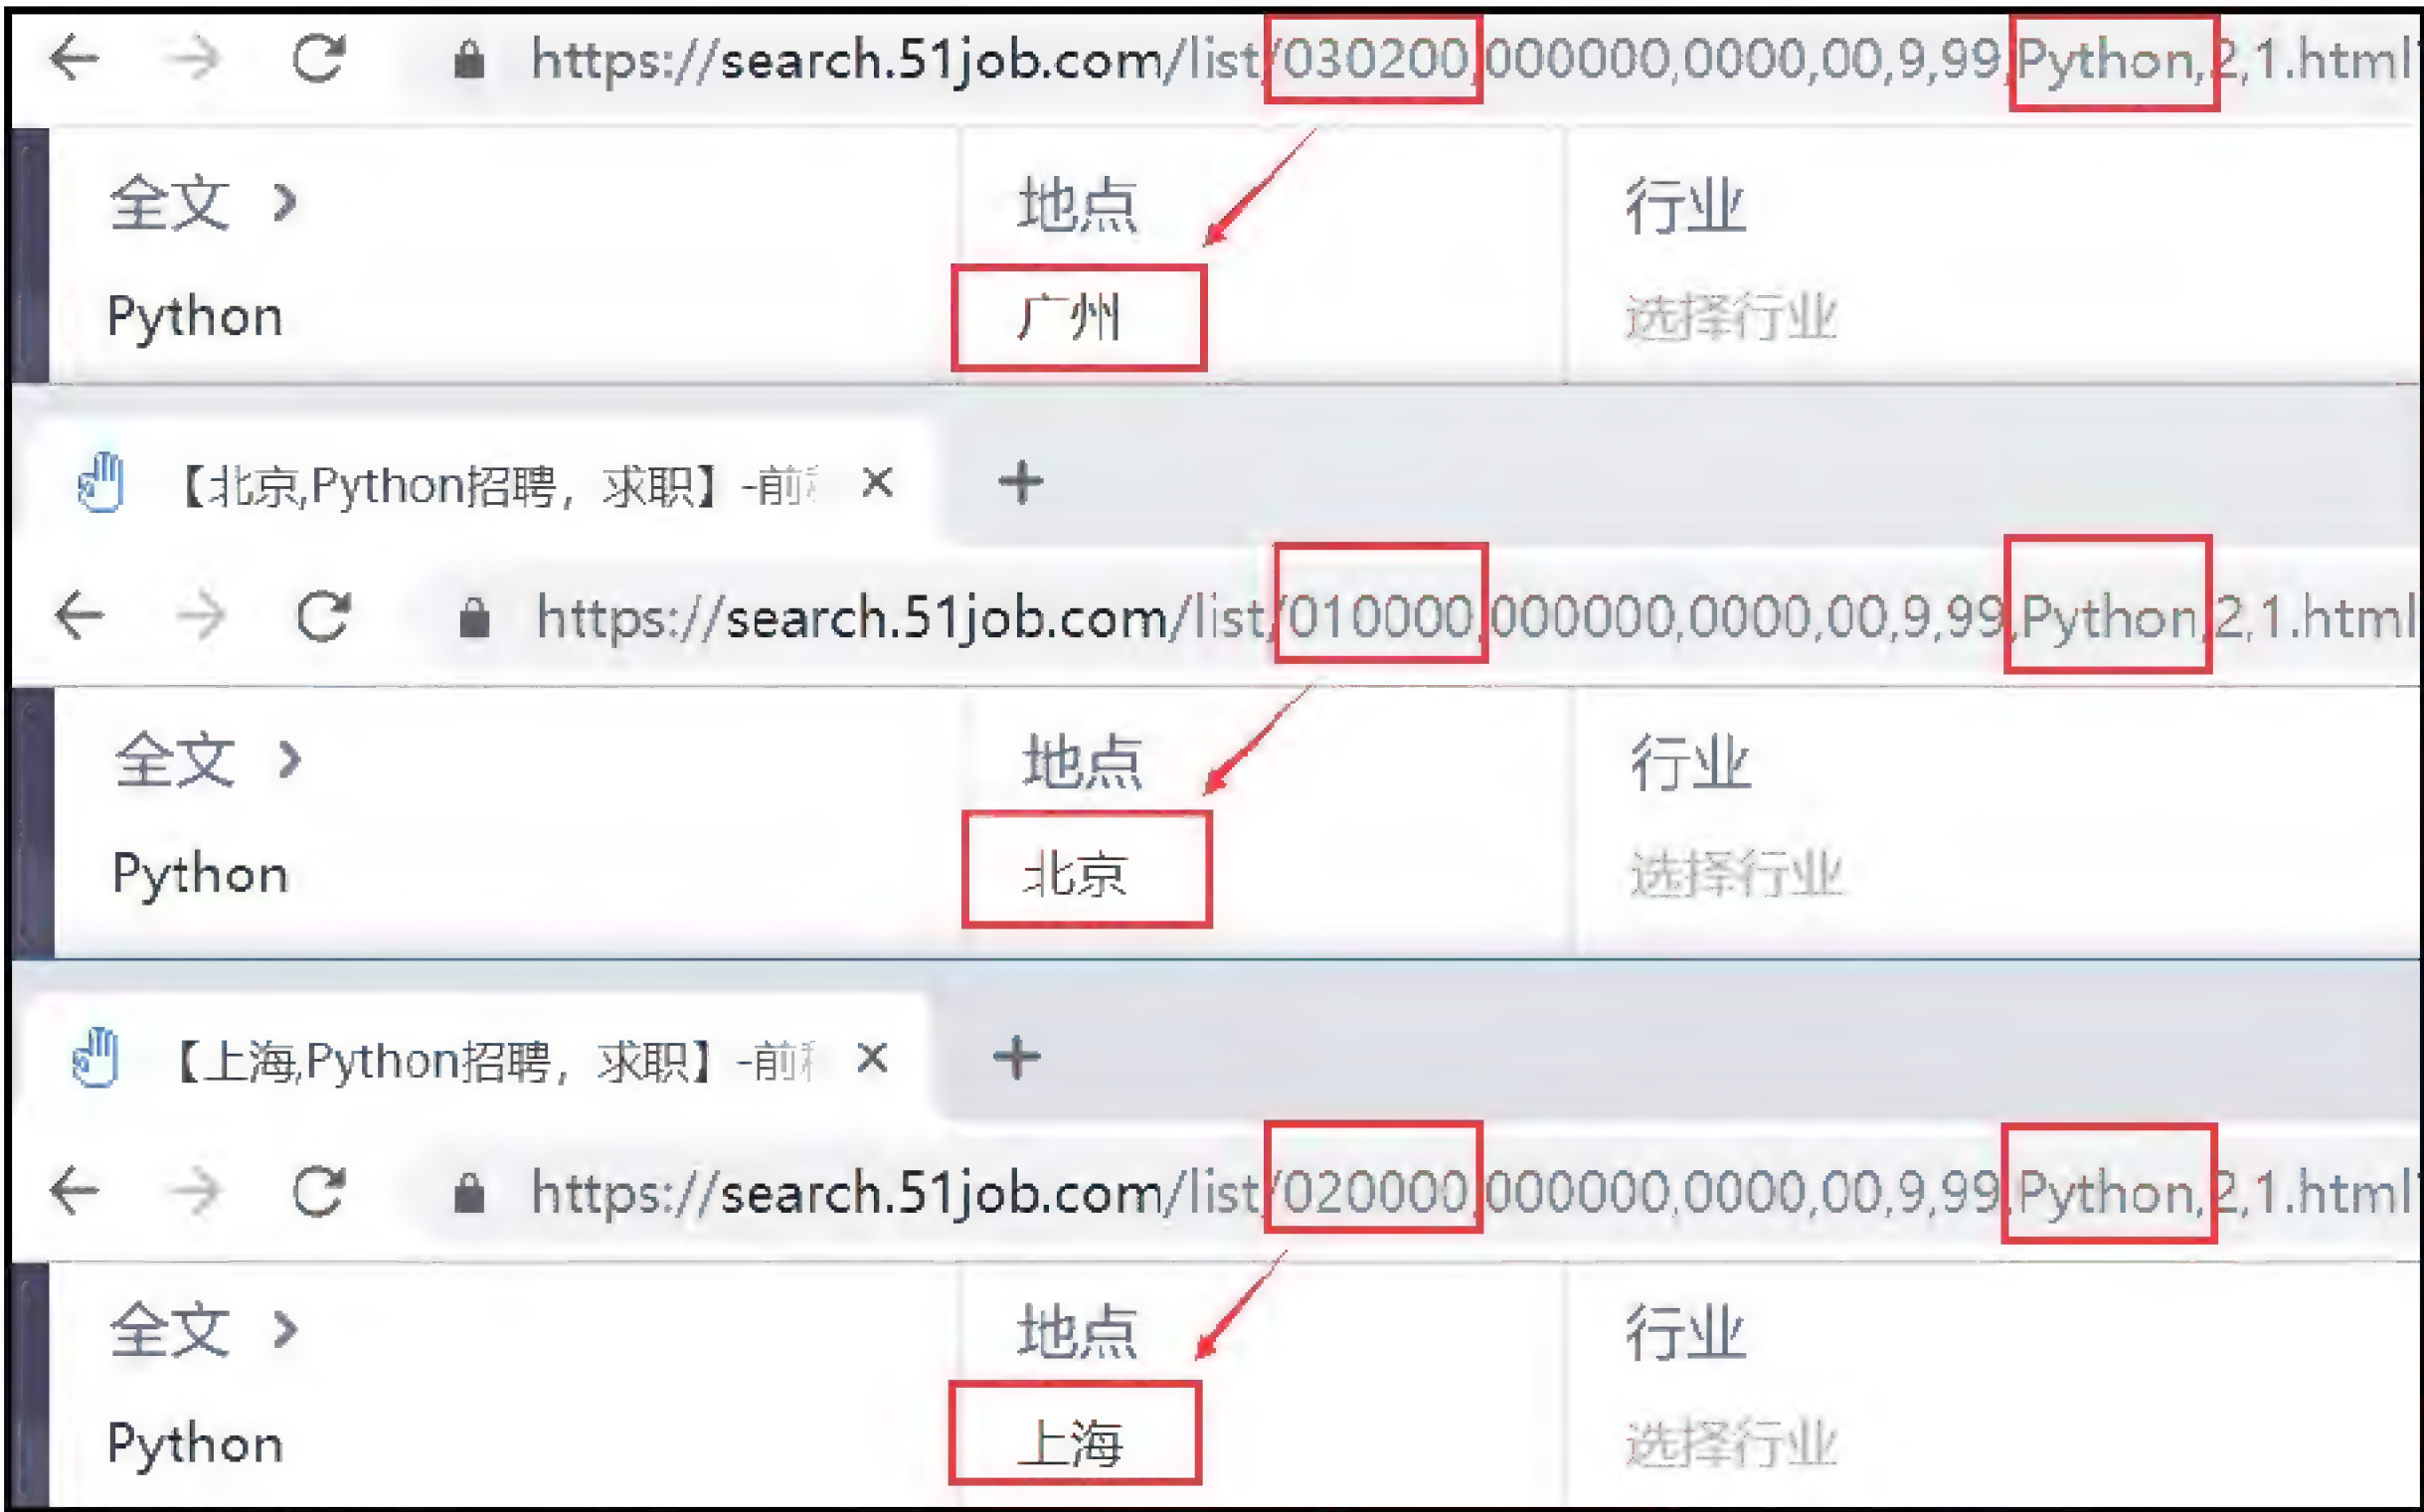 https://search.51job.com/list/030200,000000,0000,00,9,99,Python,2,1.html
全文 地点 行业
Python 广州 选择行业
【北京,Python招聘，求职】-前
https://search.51job.com/list/010000,000000,0000,00,9,99,Python,2,1.html
全文 地点 行业
Python 北京 选择行业
【上海,Python招聘，求职】-前
https://search.51job.com/list/020000,000000,0000,00,9,99,Python,2,1.html
全文 地点 行业
Python 上海 选择行业